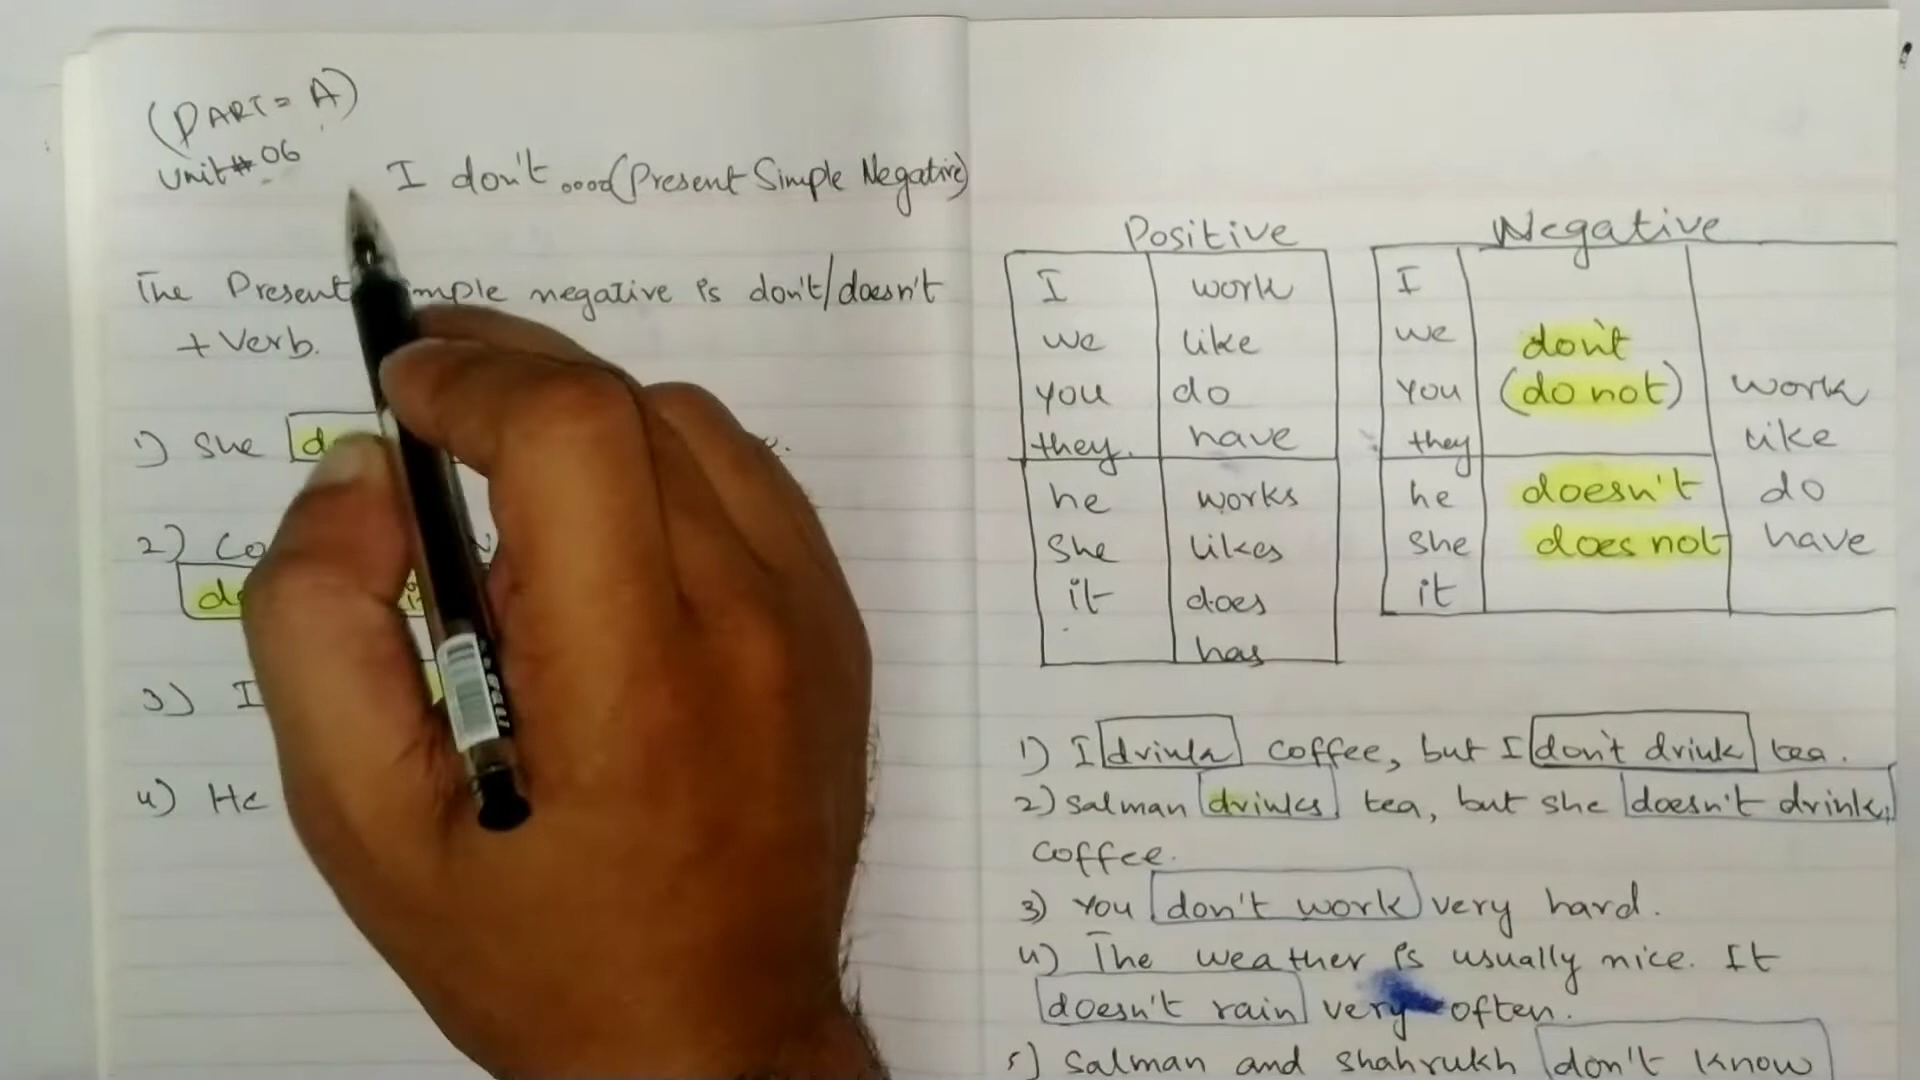 (PART = A)
Unit # 06
I don't ....(Present Simple Negative)
The Present negative is don't/doesn't
+ Verb.
1) She
2)
3) I
4) He
Positive
I work
we like
you do
they. have
he works
she likes
it does
has
Negative
I
we don't
you (do not) work
they like
he doesn't do
she does not have
it
1) I drink coffee, but I don't drink tea.
2) Salman drinks tea, but she doesn't drink
coffee.
3) You don't work very hard.
4) The weather is usually nice. It
doesn't rain very often.
5) Salman and shahrukh don't know